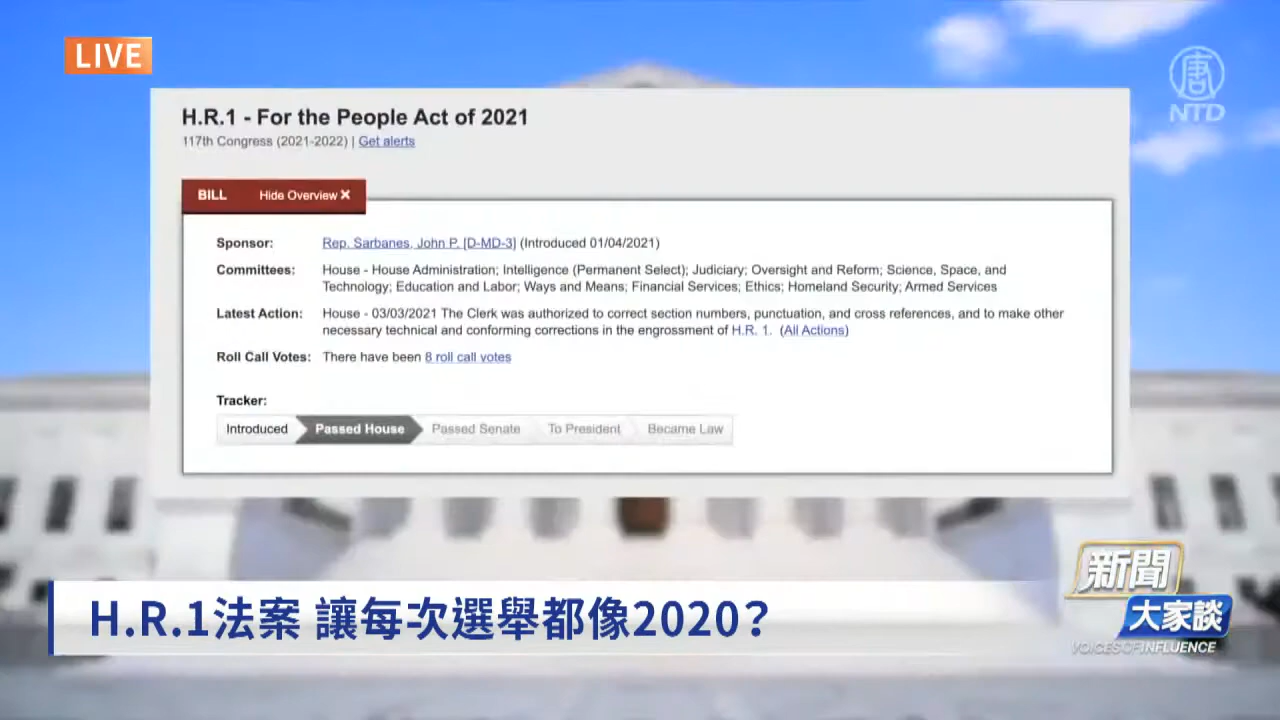 LIVE
唐
NTD
H.R.1 - For the People Act of 2021
117th Congress (2021-2022) | Get alerts
BILL Hide Overview ✕
Sponsor: Rep. Sarbanes, John P. [D-MD-3] (Introduced 01/04/2021)
Committees: House - House Administration; Intelligence (Permanent Select); Judiciary; Oversight and Reform; Science, Space, and
Technology; Education and Labor; Ways and Means; Financial Services; Ethics; Homeland Security; Armed Services
Latest Action: House - 03/03/2021 The Clerk was authorized to correct section numbers, punctuation, and cross references, and to make other
necessary technical and conforming corrections in the engrossment of H.R. 1. (All Actions)
Roll Call Votes: There have been 8 roll call votes
Tracker:
Introduced Passed House Passed Senate To President Became Law
新聞
大家談
VOICES OF INFLUENCE
H.R.1法案 讓每次選舉都像2020？